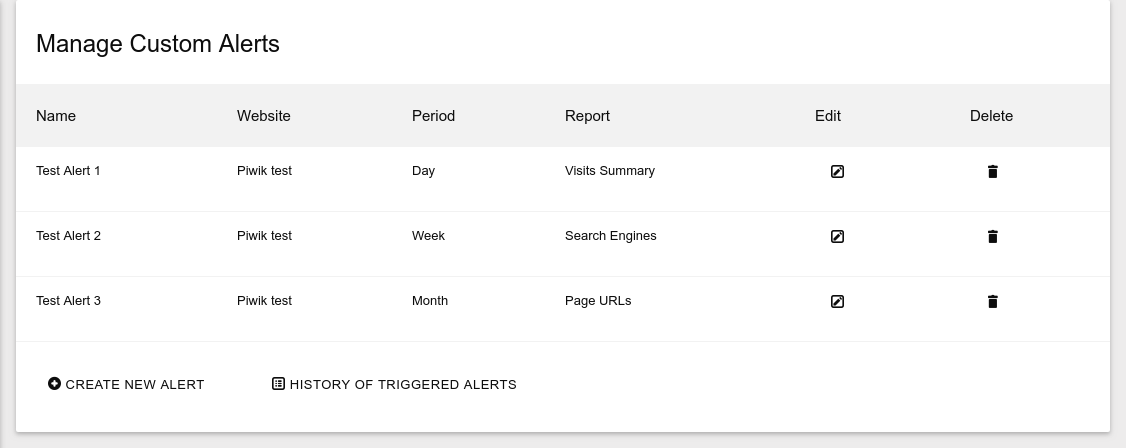 Manage Custom Alerts
Name Website Period Report Edit Delete
Test Alert 1 Piwik test Day Visits Summary
Test Alert 2 Piwik test Week Search Engines
Test Alert 3 Piwik test Month Page URLs
CREATE NEW ALERT HISTORY OF TRIGGERED ALERTS